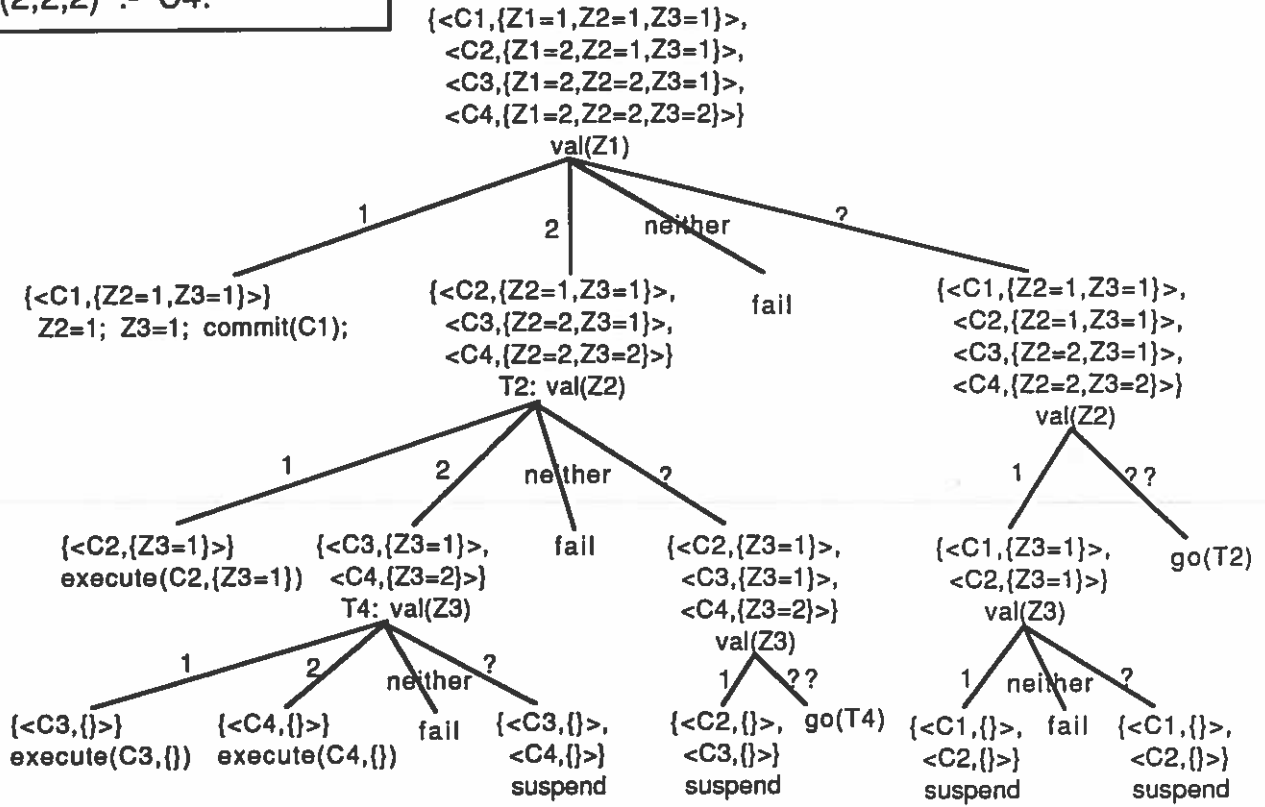 (2,2,2) :- C4.
{<C1,{Z1=1,Z2=1,Z3=1}>,
<C2,{Z1=2,Z2=1,Z3=1}>,
<C3,{Z1=2,Z2=2,Z3=1}>,
<C4,{Z1=2,Z2=2,Z3=2}>}
val(Z1)
1
2
neither
?
{<C1,{Z2=1,Z3=1}>}
Z2=1; Z3=1; commit(C1);
{<C2,{Z2=1,Z3=1}>,
<C3,{Z2=2,Z3=1}>,
<C4,{Z2=2,Z3=2}>}
T2: val(Z2)
fail
{<C1,{Z2=1,Z3=1}>,
<C2,{Z2=1,Z3=1}>,
<C3,{Z2=2,Z3=1}>,
<C4,{Z2=2,Z3=2}>}
val(Z2)
1
2
neither
?
1
??
{<C2,{Z3=1}>}
execute(C2,{Z3=1})
{<C3,{Z3=1}>,
<C4,{Z3=2}>}
T4: val(Z3)
fail
{<C2,{Z3=1}>,
<C3,{Z3=1}>,
<C4,{Z3=2}>}
val(Z3)
{<C1,{Z3=1}>,
<C2,{Z3=1}>}
val(Z3)
go(T2)
1
2
neither
?
1
??
1
neither
?
{<C3,{}>}
execute(C3,{})
{<C4,{}>}
execute(C4,{})
fail
{<C3,{}>,
<C4,{}>}
suspend
{<C2,{}>,
<C3,{}>}
suspend
go(T4)
{<C1,{}>,
<C2,{}>}
suspend
fail
{<C1,{}>,
<C2,{}>}
suspend